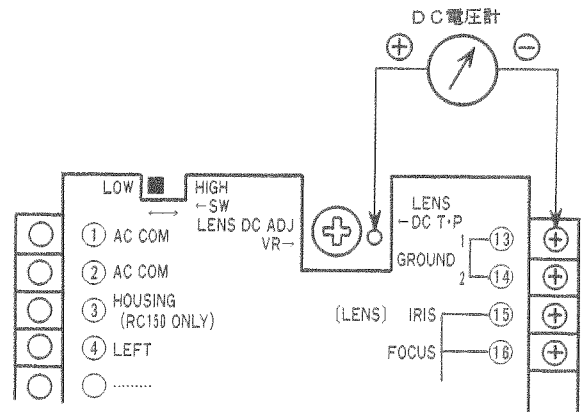 DC電圧計
⊕ ⊖
LOW HIGH
←SW
LENS DC ADJ
VR→
LENS
←DC T・P
① AC COM
② AC COM
③ HOUSING
(RC150 ONLY)
④ LEFT
.........
1 ⑬
GROUND
2 ⑭
[LENS] IRIS ⑮
FOCUS ⑯